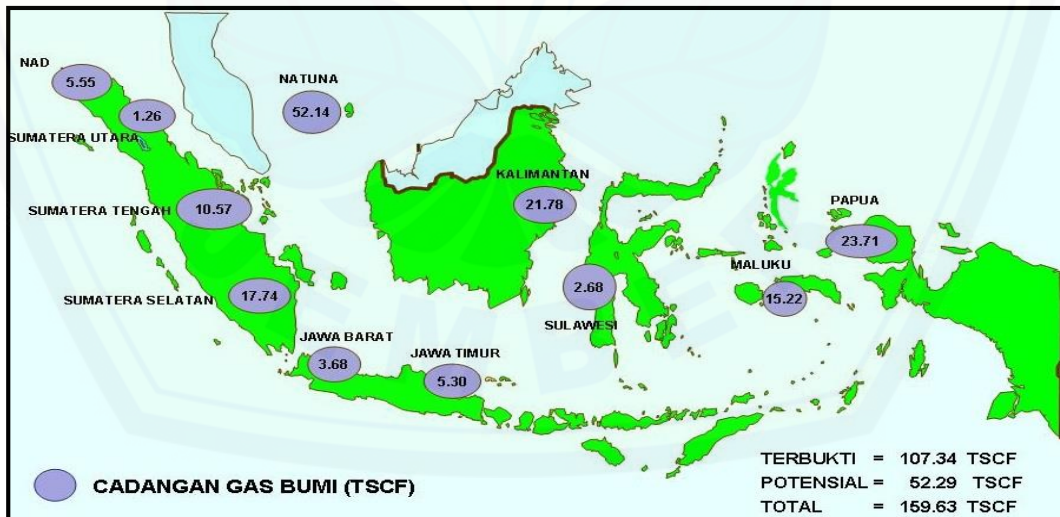 NAD
5.55
1.26
SUMATERA UTARA
NATUNA
52.14
SUMATERA TENGAH
10.57
KALIMANTAN
21.78
PAPUA
23.71
MALUKU
15.22
SUMATERA SELATAN
17.74
2.68
SULAWESI
JAWA BARAT
3.68
JAWA TIMUR
5.30
CADANGAN GAS BUMI (TSCF)
TERBUKTI = 107.34 TSCF
POTENSIAL = 52.29 TSCF
TOTAL = 159.63 TSCF